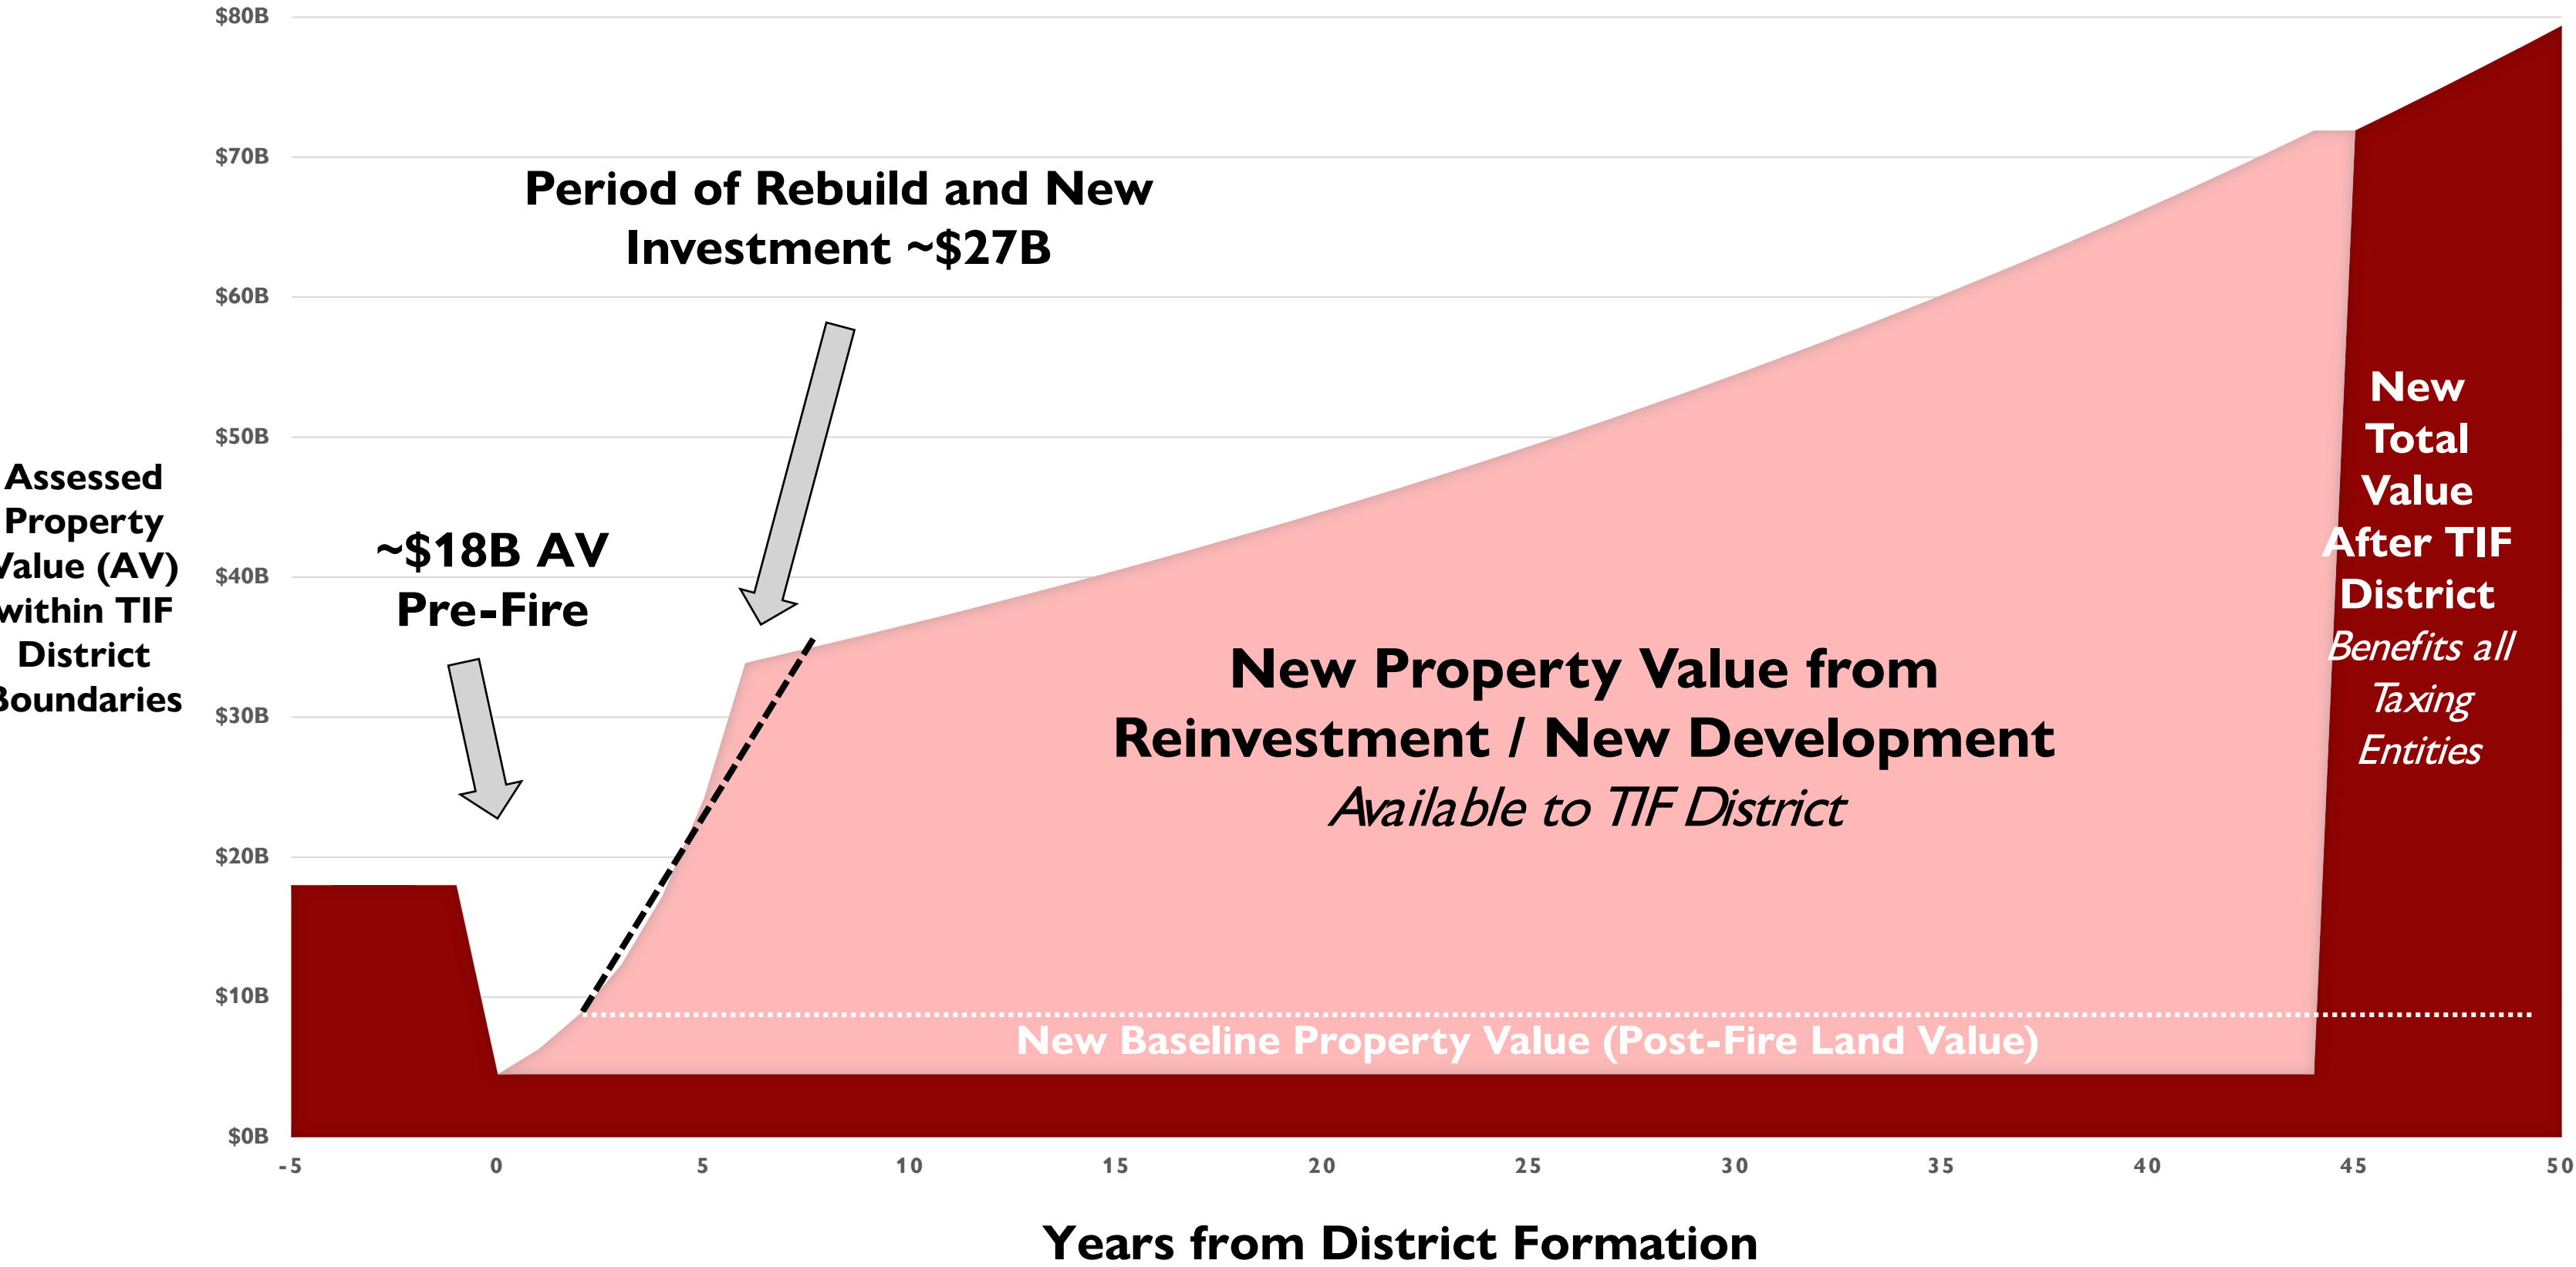 $80B
$70B
$60B
$50B
$40B
$30B
$20B
$10B
$0B
Assessed
Property
Value (AV)
within TIF
District
Boundaries
Period of Rebuild and New
Investment ~$27B
~$18B AV
Pre-Fire
New Property Value from
Reinvestment / New Development
Available to TIF District
New Baseline Property Value (Post-Fire Land Value)
New
Total
Value
After TIF
District
Benefits all
Taxing
Entities
-5 0 5 10 15 20 25 30 35 40 45 50
Years from District Formation